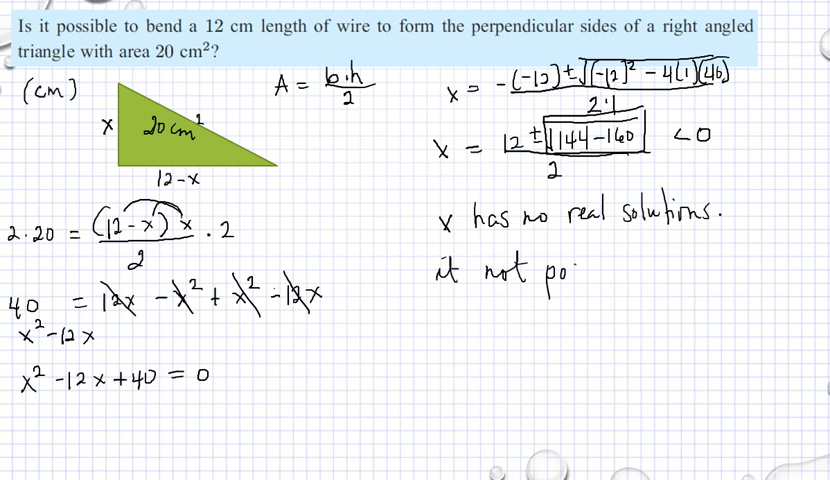 Is it possible to bend a 12 cm length of wire to form the perpendicular sides of a right angled
triangle with area 20 cm²?
(cm)
x
20 cm²
12-x
A = b·h / 2
2·20 = (12-x)x / 2 · 2
40 = 12x - x² + x² - 12x
x²-12x
x² -12x +40 = 0
x = -(-12) ± √(-12)² - 4(1)(40) / 2·1
x = 12 ± √144-160 / 2 <0
x has no real solutions.
it not po